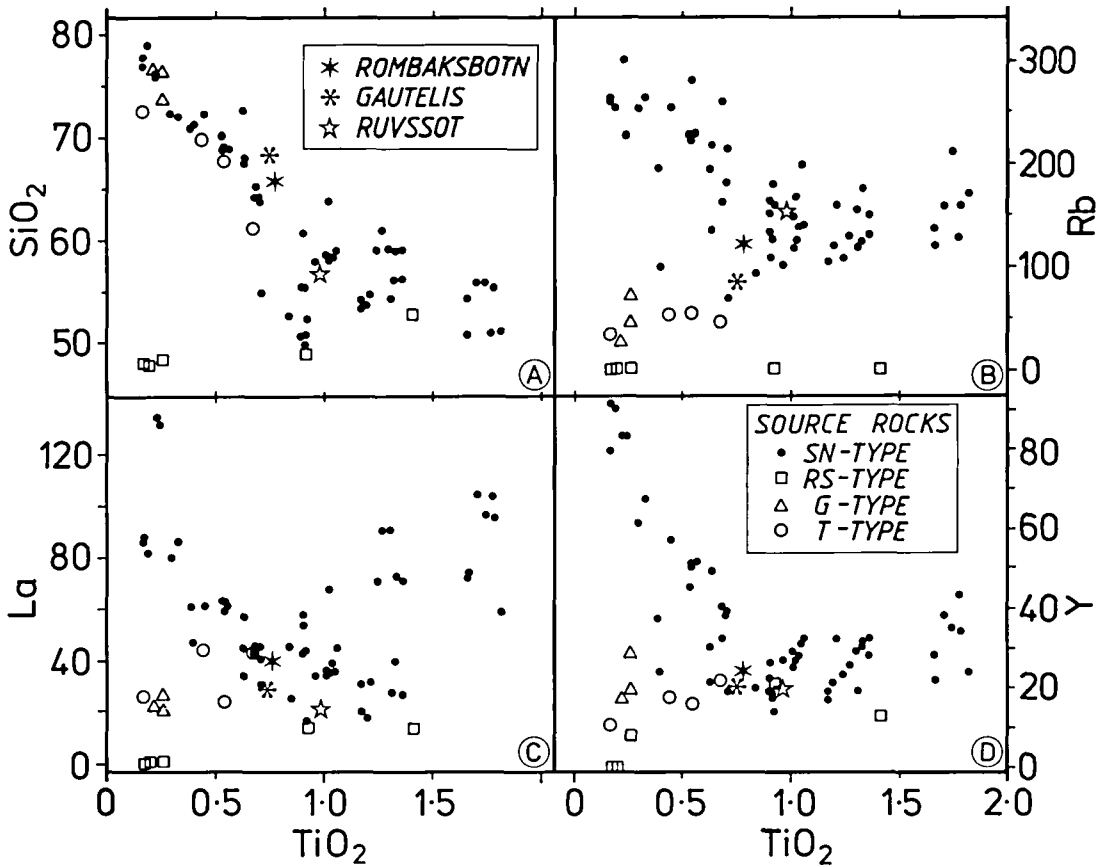 SiO₂
80
70
60
50
✶ ROMBAKSBOTN
✳ GAUTELIS
☆ RUVSSOT
A
300
200
100
0
Rb
B
La
120
80
40
0
C
SOURCE ROCKS
• SN-TYPE
□ RS-TYPE
△ G-TYPE
○ T-TYPE
80
60
40
20
0
Y
D
0 0·5 1·0 1·5
TiO₂
0 0·5 1·0 1·5 2·0
TiO₂